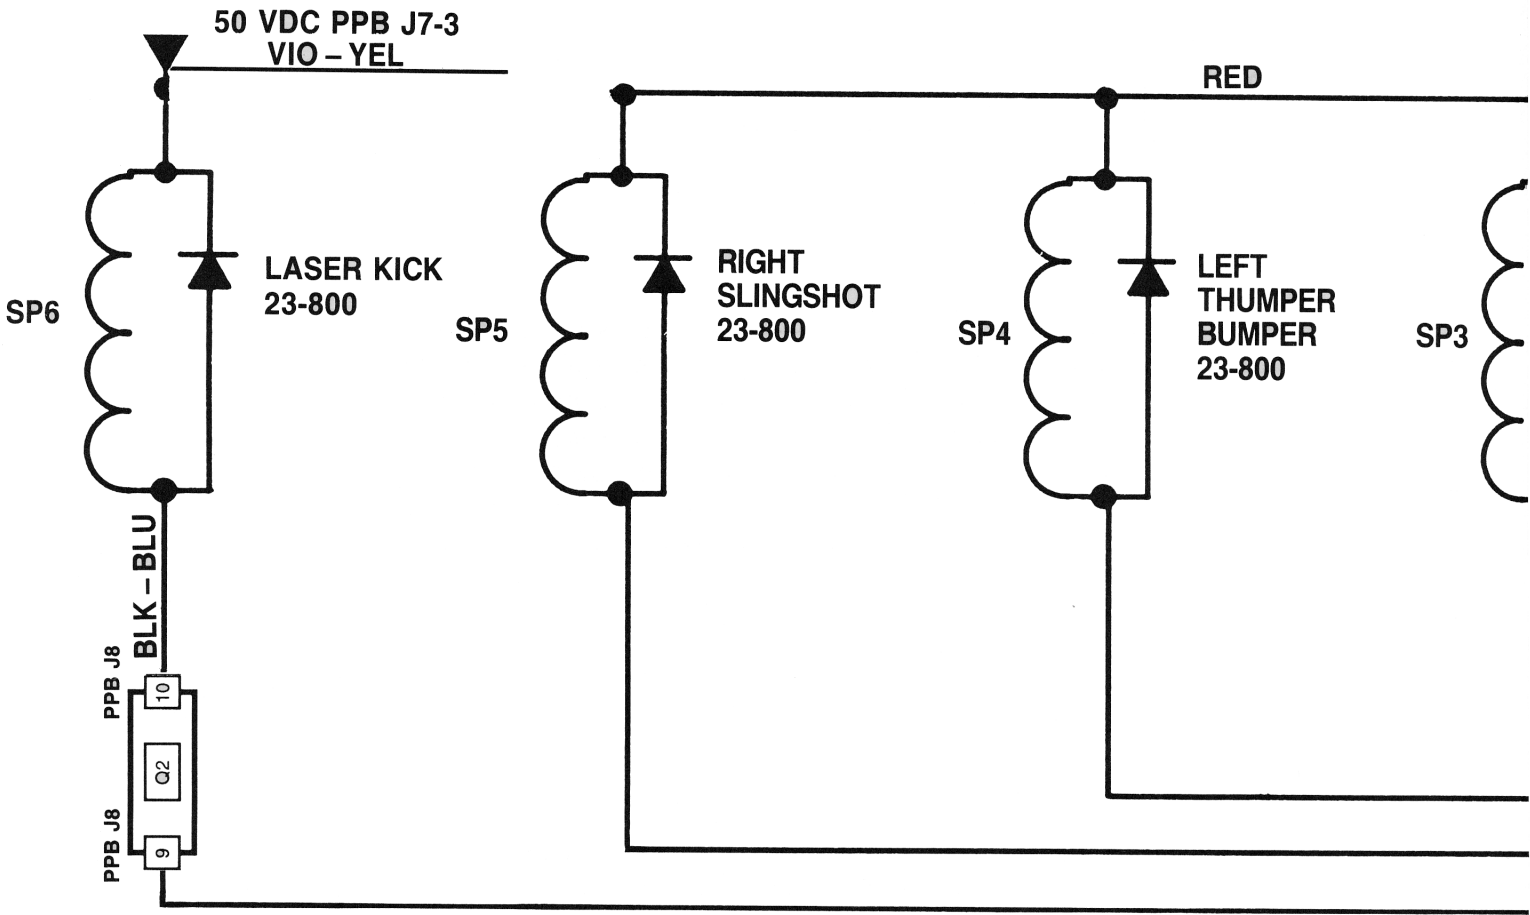 50 VDC PPB J7-3
VIO – YEL
RED
SP6
LASER KICK
23-800
SP5
RIGHT
SLINGSHOT
23-800
SP4
LEFT
THUMPER
BUMPER
23-800
SP3
BLK – BLU
PPB J8
10
Q2
PPB J8
9